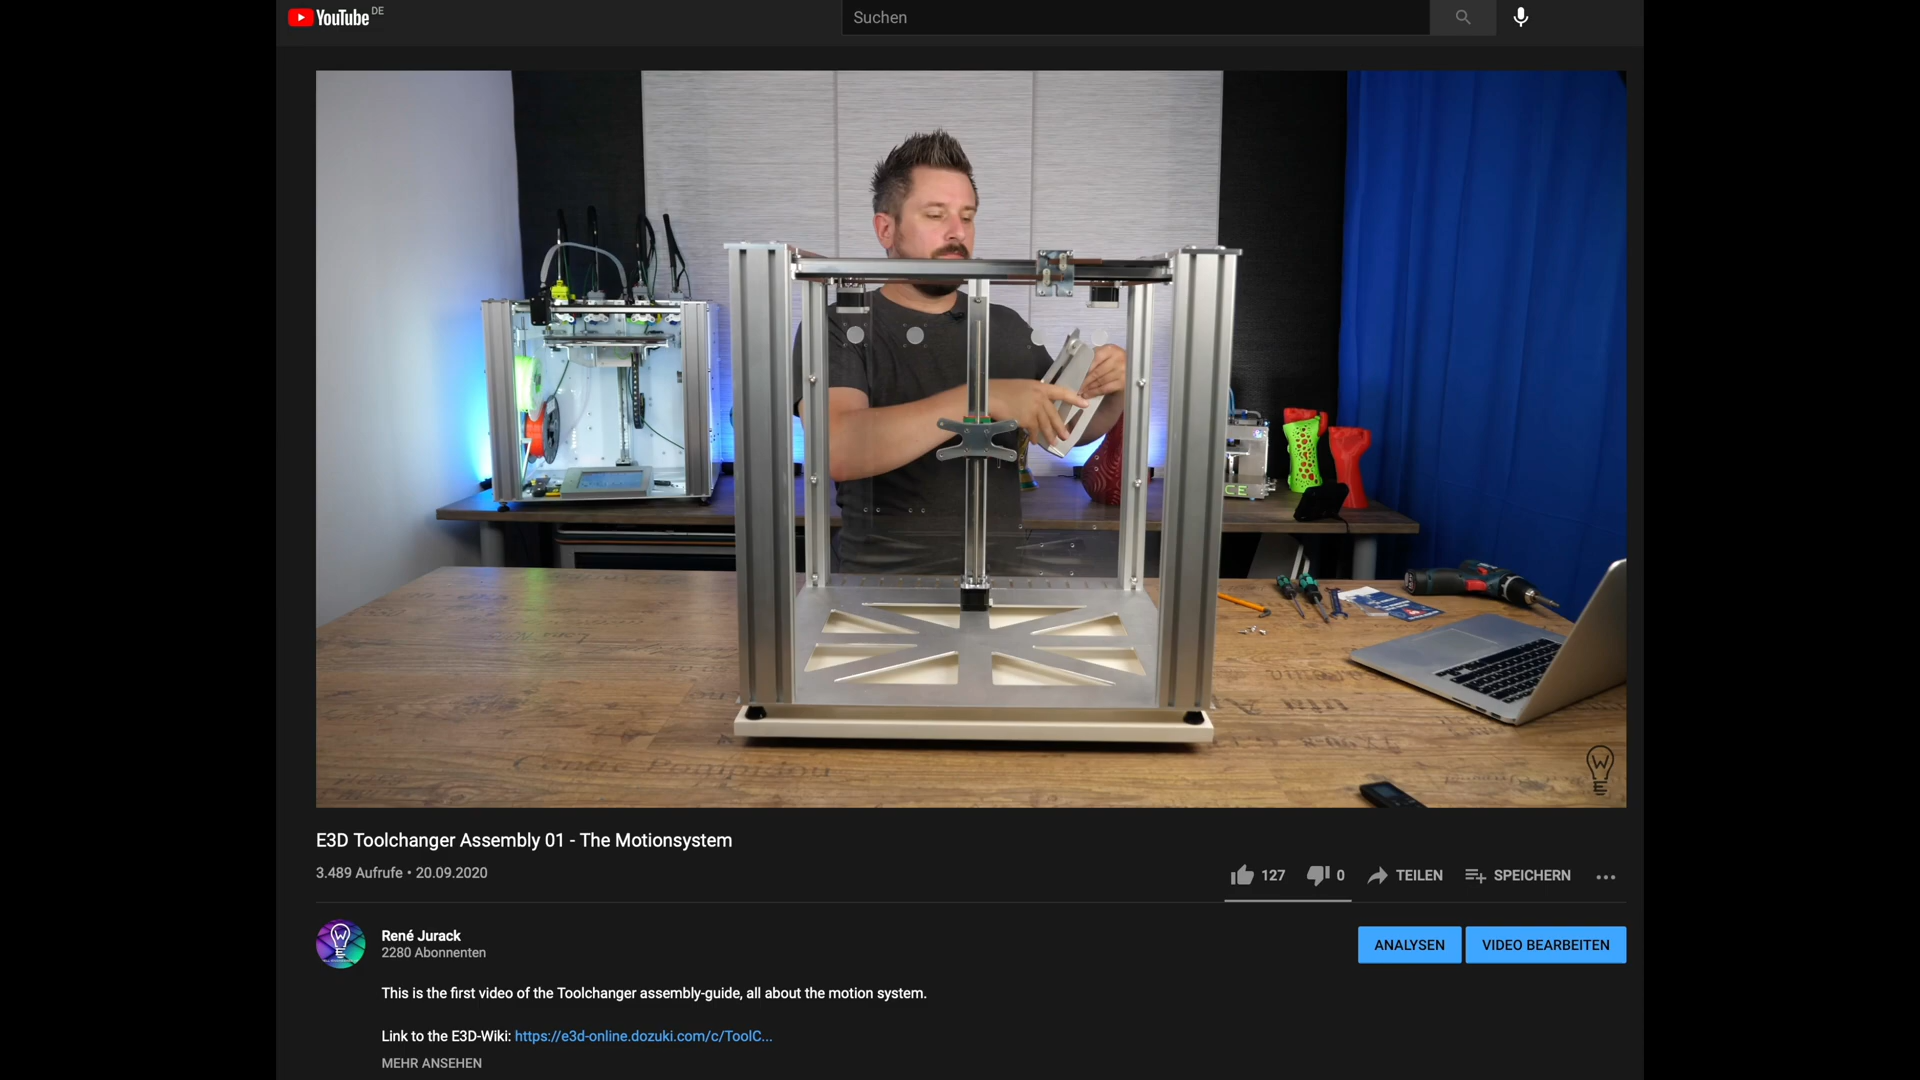 YouTube DE
Suchen
CE
W
E3D Toolchanger Assembly 01 - The Motionsystem
3.489 Aufrufe • 20.09.2020
127
0
TEILEN
SPEICHERN
René Jurack
2280 Abonnenten
ANALYSEN
VIDEO BEARBEITEN
This is the first video of the Toolchanger assembly-guide, all about the motion system.
Link to the E3D-Wiki: https://e3d-online.dozuki.com/c/ToolC...
MEHR ANSEHEN